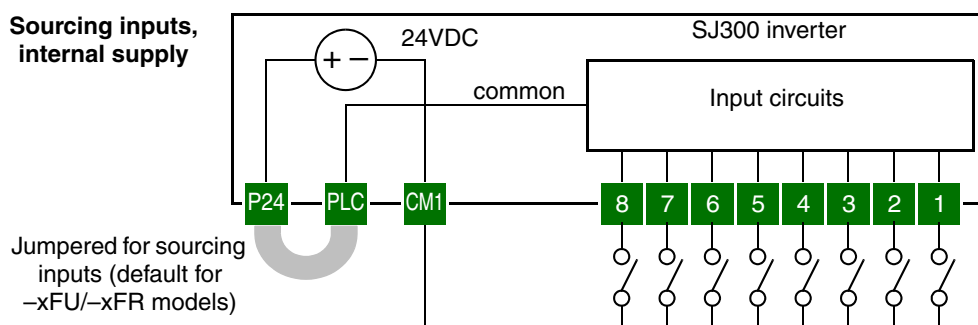 Sourcing inputs,
internal supply
24VDC
SJ300 inverter
+ −
common
Input circuits
P24 PLC CM1 8 7 6 5 4 3 2 1
Jumpered for sourcing
inputs (default for
–xFU/–xFR models)